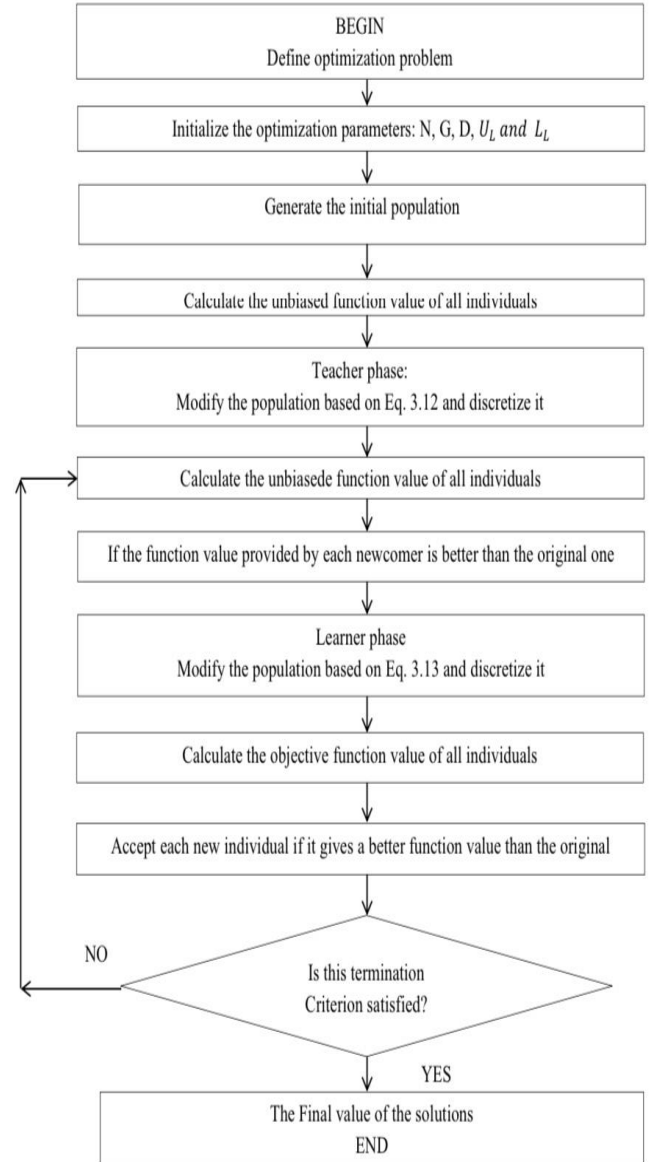 BEGIN
Define optimization problem
Initialize the optimization parameters: N, G, D, U_L and L_L
Generate the initial population
Calculate the unbiased function value of all individuals
Teacher phase:
Modify the population based on Eq. 3.12 and discretize it
Calculate the unbiasede function value of all individuals
If the function value provided by each newcomer is better than the original one
Learner phase
Modify the population based on Eq. 3.13 and discretize it
Calculate the objective function value of all individuals
Accept each new individual if it gives a better function value than the original
NO
Is this termination
Criterion satisfied?
YES
The Final value of the solutions
END